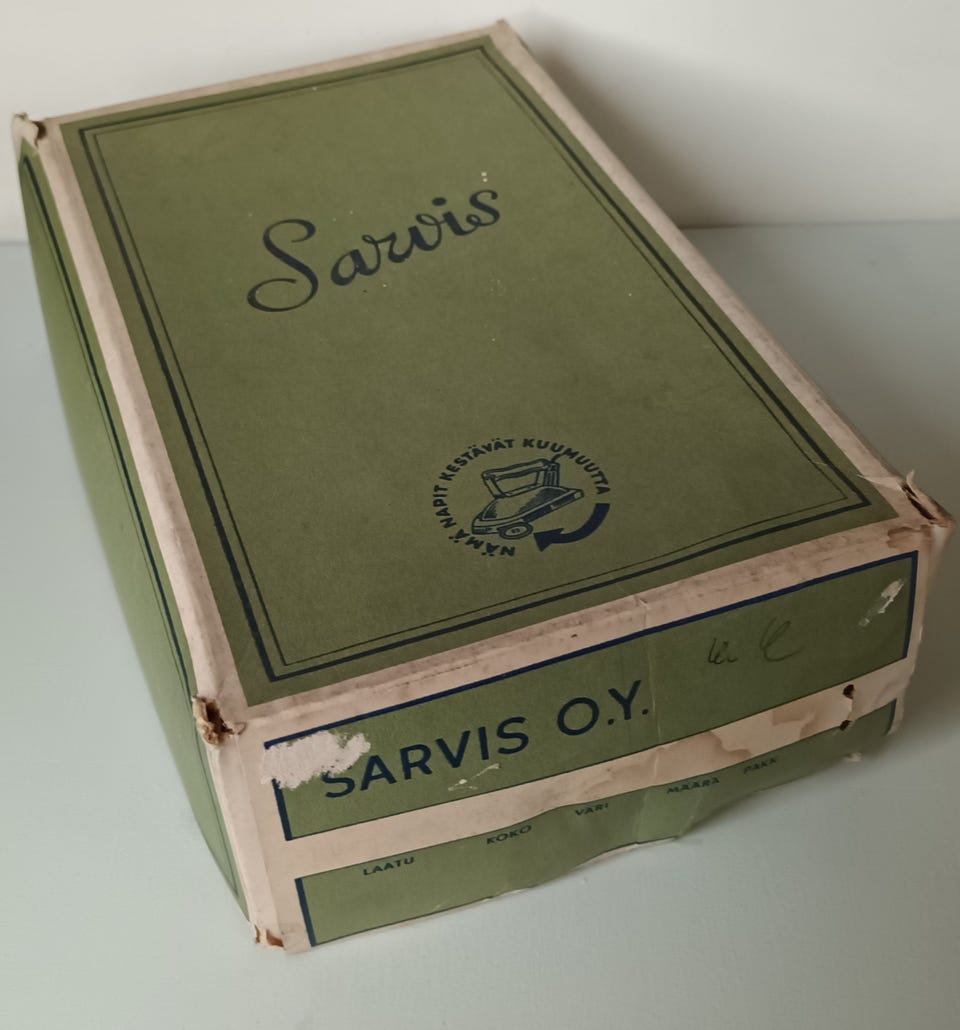 Sarvis
NÄMÄ NAPIT KESTÄVÄT KUUMUUTTA
SARVIS O.Y.
LAATU KOKO VÄRI MÄÄRÄ PAKK